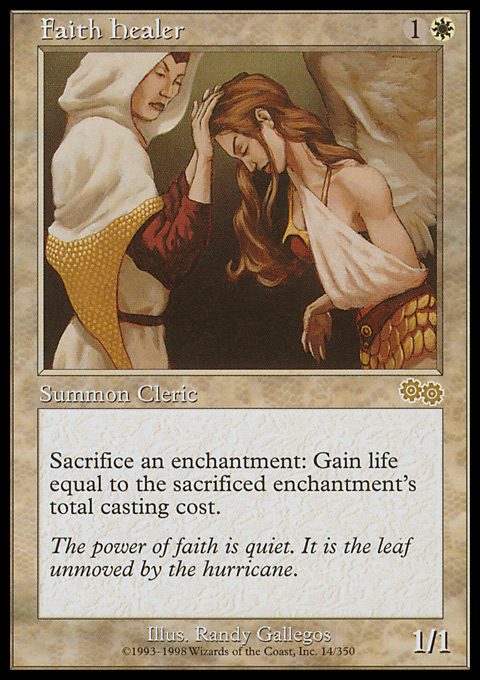 Faith Healer 1
Summon Cleric
Sacrifice an enchantment: Gain life
equal to the sacrificed enchantment's
total casting cost.
The power of faith is quiet. It is the leaf
unmoved by the hurricane.
Illus. Randy Gallegos
©1993–1998 Wizards of the Coast, Inc. 14/350
1/1